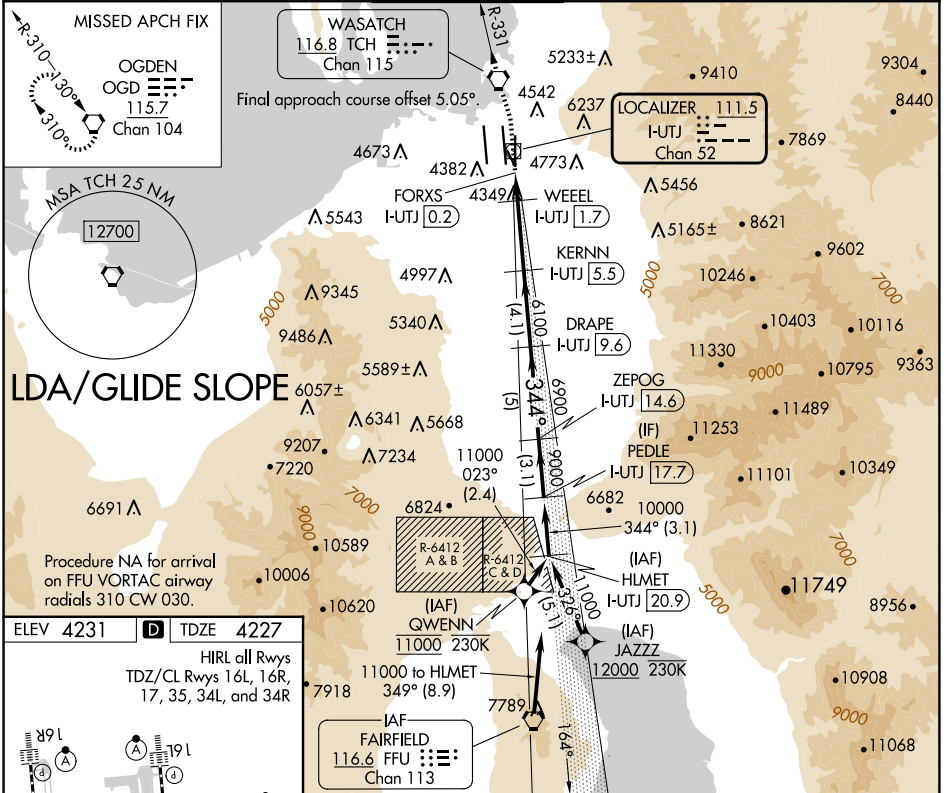 MISSED APCH FIX
R-310
130°
310°
OGDEN
OGD
115.7
Chan 104
WASATCH
116.8 TCH
Chan 115
R-331
Final approach course offset 5.05°.
5233±
4542
6237
9410
9304
8440
LOCALIZER 111.5
I-UTJ
Chan 52
7869
4673
4382
4773
4349
5456
MSA TCH 25 NM
12700
FORXS
I-UTJ 0.2
WEEEL
I-UTJ 1.7
5543
5165±
8621
9602
KERNN
I-UTJ 5.5
4997
10246
5000
7000
5000
9345
6100
(4.1)
9486
5340
DRAPE
I-UTJ 9.6
10403
10116
11330
9363
9000
10795
LDA/GLIDE SLOPE
5589±
344°
(5)
6900
ZEPOG
I-UTJ 14.6
6057±
6341
5668
11489
(IF)
11253
PEDLE
I-UTJ 17.7
9207
7220
7234
11000
023°
(2.4)
(3.11)
9000
11101
10349
6691
7000
9000
6824
6682
10000
344° (3.1)
R-6412
A & B
R-6412
C & D
10589
Procedure NA for arrival
on FFU VORTAC airway
radials 310 CW 030.
10006
(IAF)
HLMET
I-UTJ 20.9
7000
11749
5000
8956
10620
(IAF)
QWENN
11000 230K
326°
(5.1)
11000
(IAF)
JAZZZ
12000 230K
ELEV 4231 D TDZE 4227
HIRL all Rwys
TDZ/CL Rwys 16L, 16R,
17, 35, 34L, and 34R
7918
11000 to HLMET
349° (8.9)
7789
10908
9000
11068
IAF
FAIRFIELD
116.6 FFU
Chan 113
164°
16R
A
P
A
16L
P